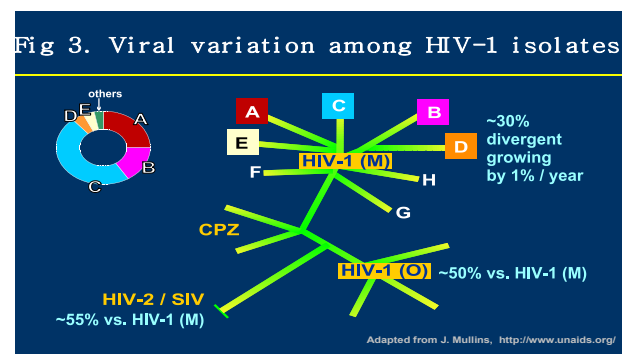 Fig 3. Viral variation among HIV-1 isolates
others
D
E
A
B
C
A
C
B
E
D
HIV-1 (M)
F
H
G
~30%
divergent
growing
by 1% / year
CPZ
HIV-1 (O)
~50% vs. HIV-1 (M)
HIV-2 / SIV
~55% vs. HIV-1 (M)
Adapted from J. Mullins, http://www.unaids.org/